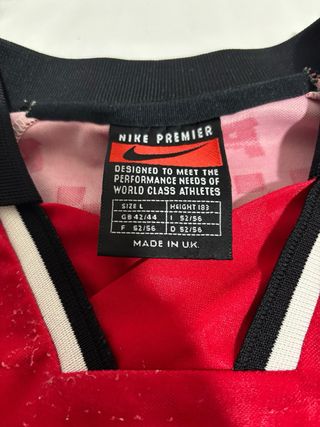 NIKE PREMIER
DESIGNED TO MEET THE
PERFORMANCE NEEDS OF
WORLD CLASS ATHLETES
SIZE L HEIGHT 183
GB 42/44 I 52/56
F 52/56 D 52/56
MADE IN U.K.